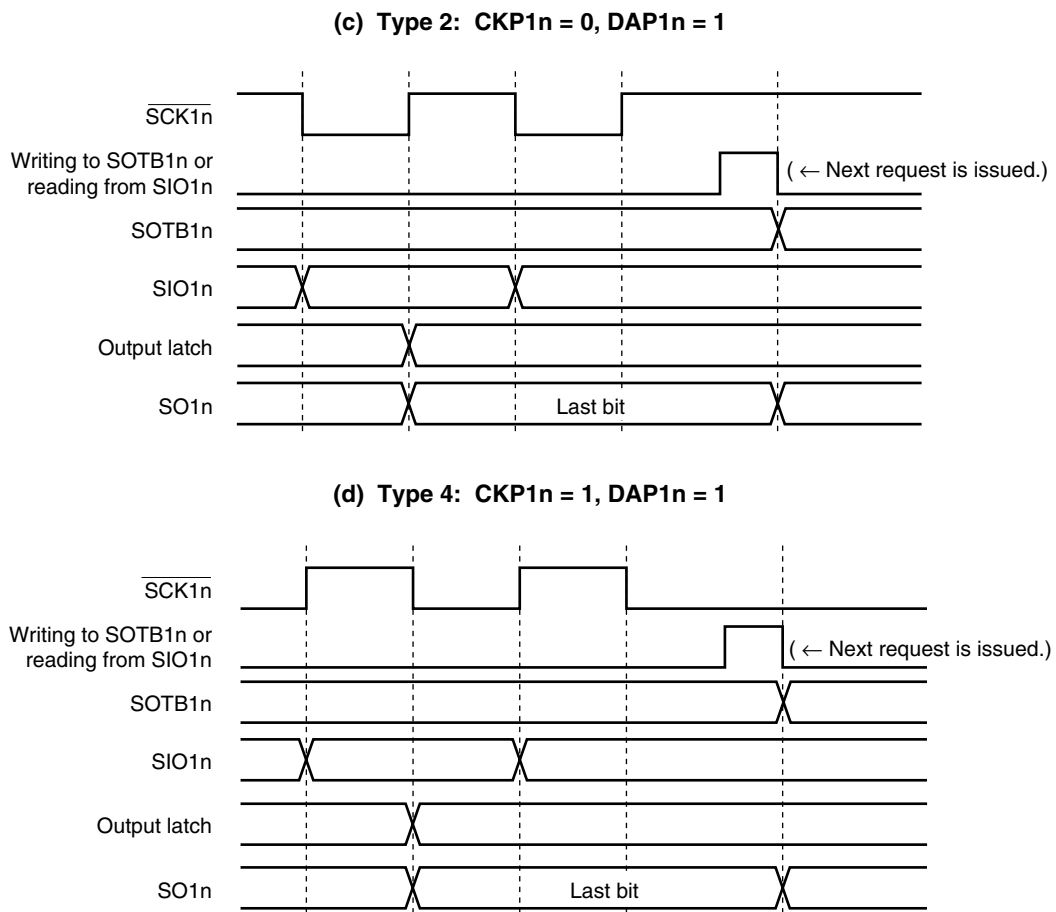 (c) Type 2: CKP1n = 0, DAP1n = 1
SCK1n
Writing to SOTB1n or
reading from SIO1n
( ← Next request is issued.)
SOTB1n
SIO1n
Output latch
SO1n
Last bit
(d) Type 4: CKP1n = 1, DAP1n = 1
SCK1n
Writing to SOTB1n or
reading from SIO1n
( ← Next request is issued.)
SOTB1n
SIO1n
Output latch
SO1n
Last bit